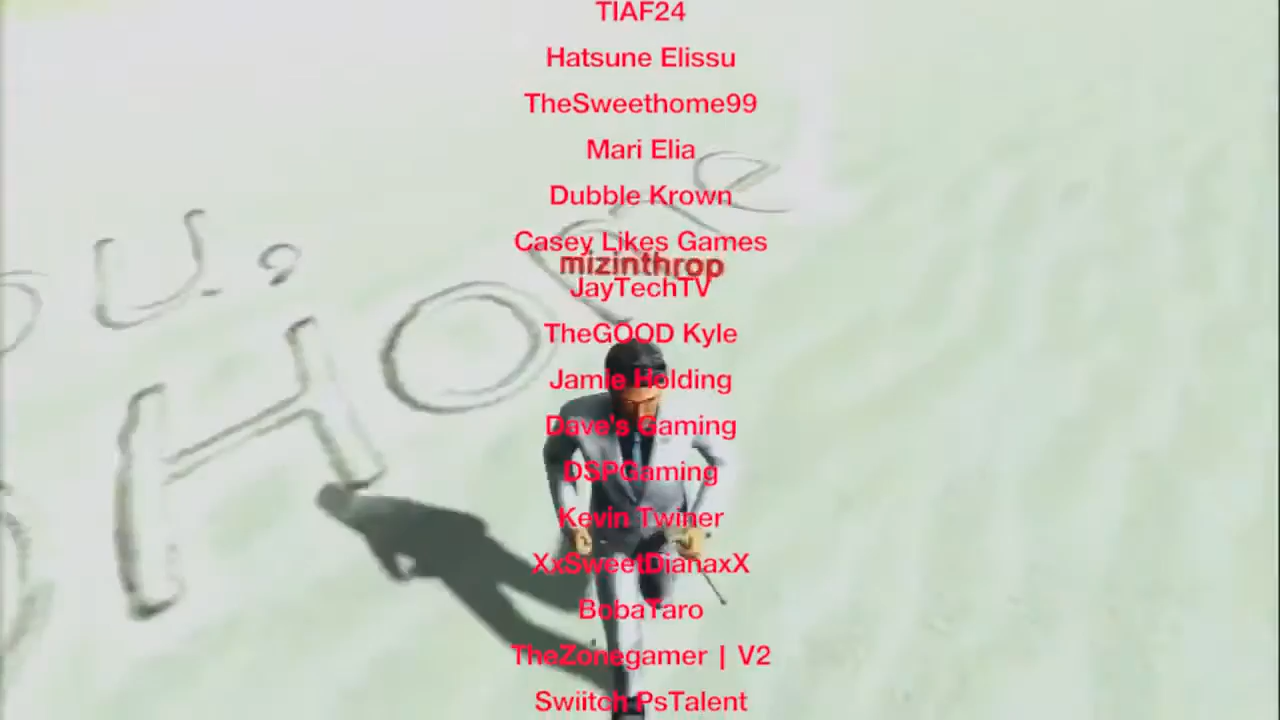 TIAF24
Hatsune Elissu
TheSweethome99
Mari Elia
Dubble Krown
Casey Likes Games
mizinthrop
JayTechTV
TheGOOD Kyle
Jamie Holding
Dave's Gaming
DSPGaming
Kevin Twiner
XxSweetDianaxX
BobaTaro
TheZonegamer | V2
Swiitch PsTalent
U.,
Home